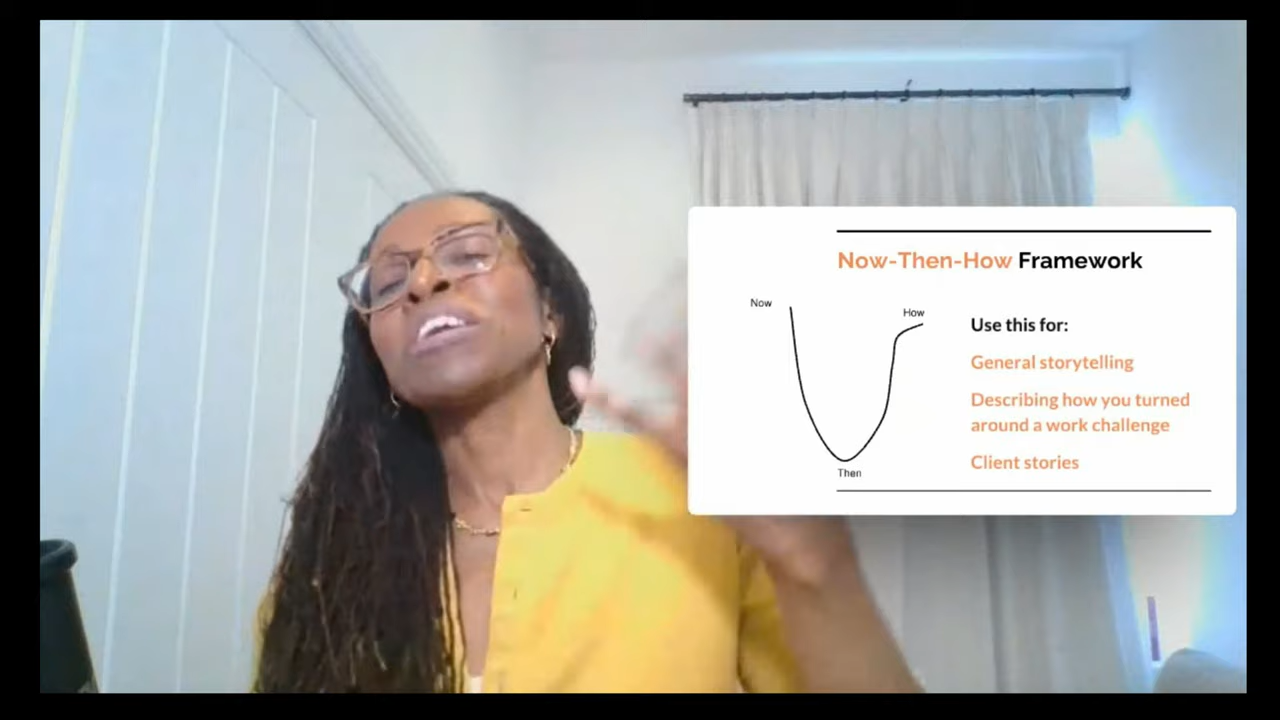 Now-Then-How Framework
Now
How
Then
Use this for:
General storytelling
Describing how you turned
around a work challenge
Client stories